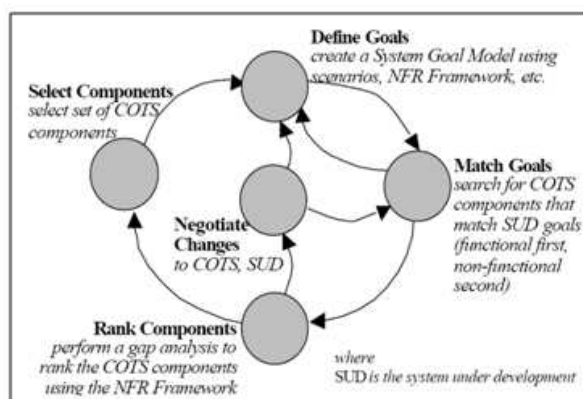 Define Goals
create a System Goal Model using
scenarios, NFR Framework, etc.
Select Components
select set of COTS
components
Match Goals
search for COTS
components that
match SUD goals
(functional first,
non-functional
second)
Negotiate
Changes
to COTS, SUD
Rank Components
perform a gap analysis to
rank the COTS components
using the NFR Framework
where
SUD is the system under development